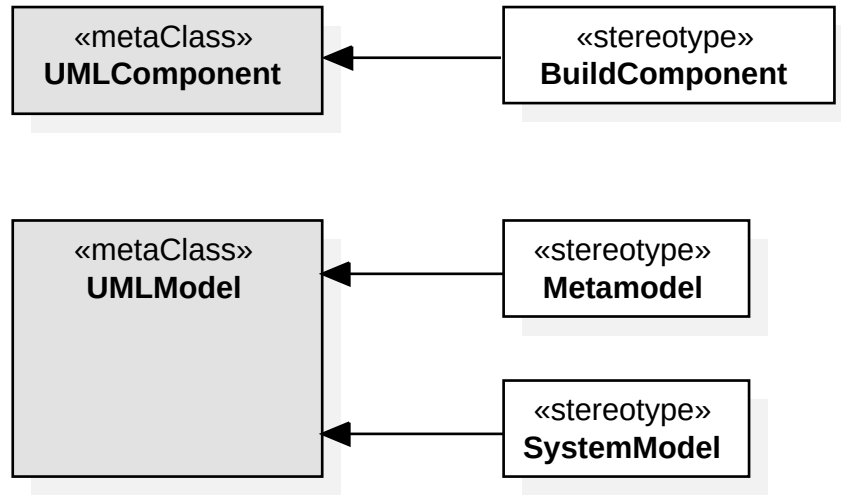 «metaClass»
UMLComponent
«stereotype»
BuildComponent
«metaClass»
UMLModel
«stereotype»
Metamodel
«stereotype»
SystemModel